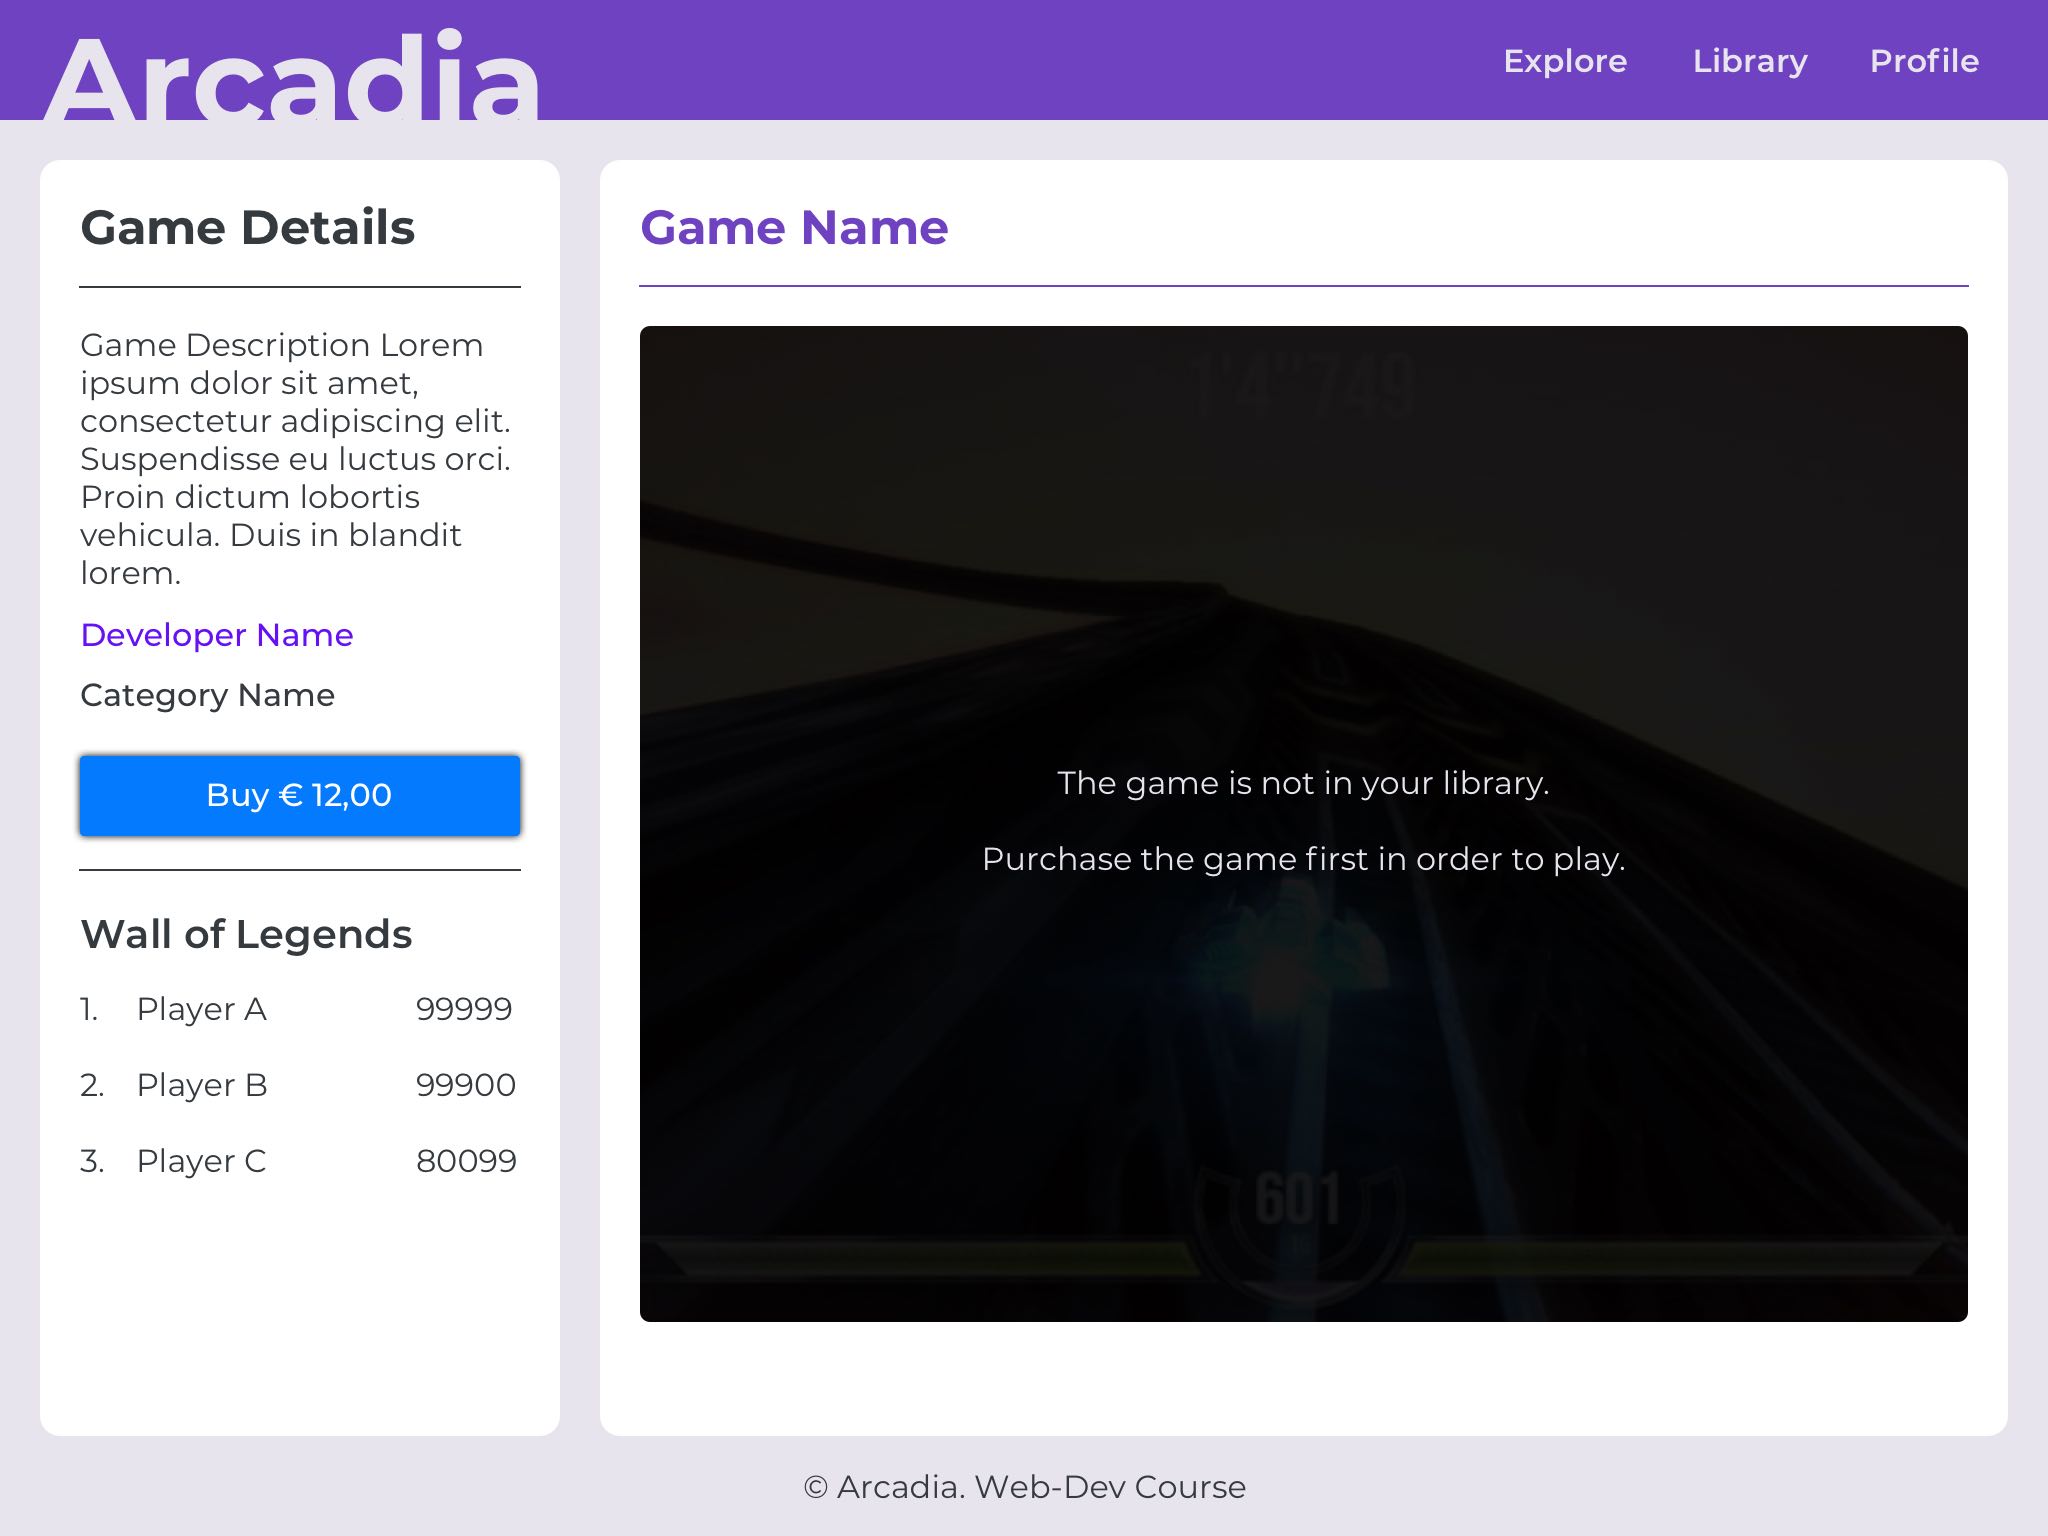 Arcadia
Explore Library Profile
Game Details
Game Description Lorem
ipsum dolor sit amet,
consectetur adipiscing elit.
Suspendisse eu luctus orci.
Proin dictum lobortis
vehicula. Duis in blandit
lorem.
Developer Name
Category Name
Buy € 12,00
Wall of Legends
1. Player A 99999
2. Player B 99900
3. Player C 80099
Game Name
1'4"749
The game is not in your library.
Purchase the game first in order to play.
601
© Arcadia. Web-Dev Course